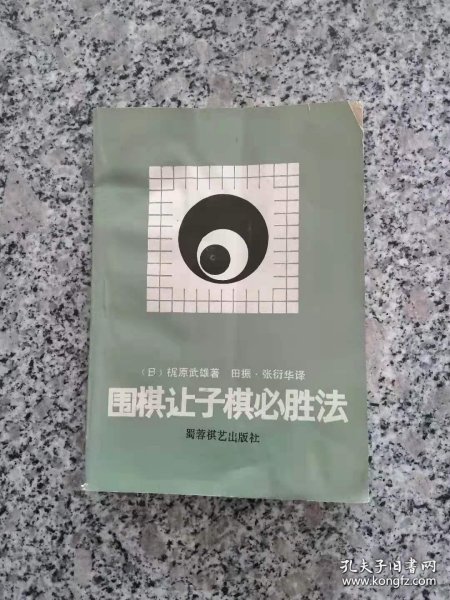 （日）梶原武雄著 田振·张衍华译
围棋让子棋必胜法
蜀蓉棋艺出版社
孔夫子旧书网
www.kongfz.com